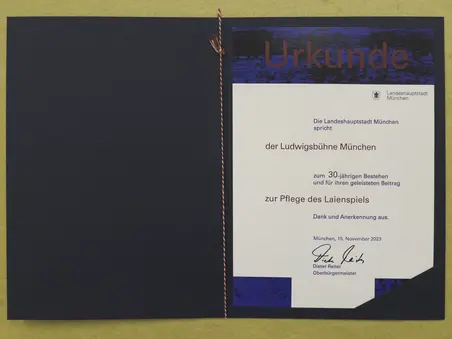 Urkunde
Landeshauptstadt
München
Die Landeshauptstadt München
spricht
der Ludwigsbühne München
zum 30-jährigen Bestehen
und für ihren geleisteten Beitrag
zur Pflege des Laienspiels
Dank und Anerkennung aus.
München, 15. November 2023
Dieter Reiter
Oberbürgermeister